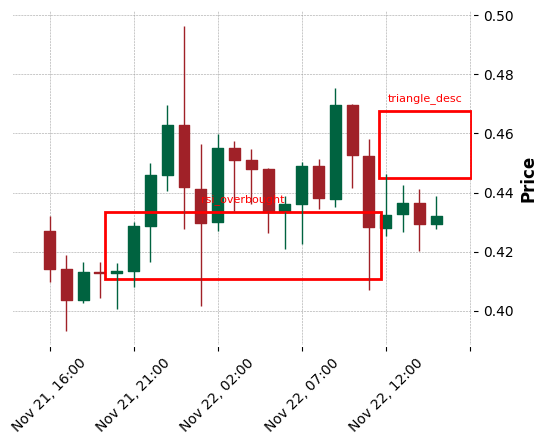 0.50
0.48
triangle_desc
0.46
0.44
rsi_overbought
0.42
0.40
Price
Nov 21, 16:00
Nov 21, 21:00
Nov 22, 02:00
Nov 22, 07:00
Nov 22, 12:00